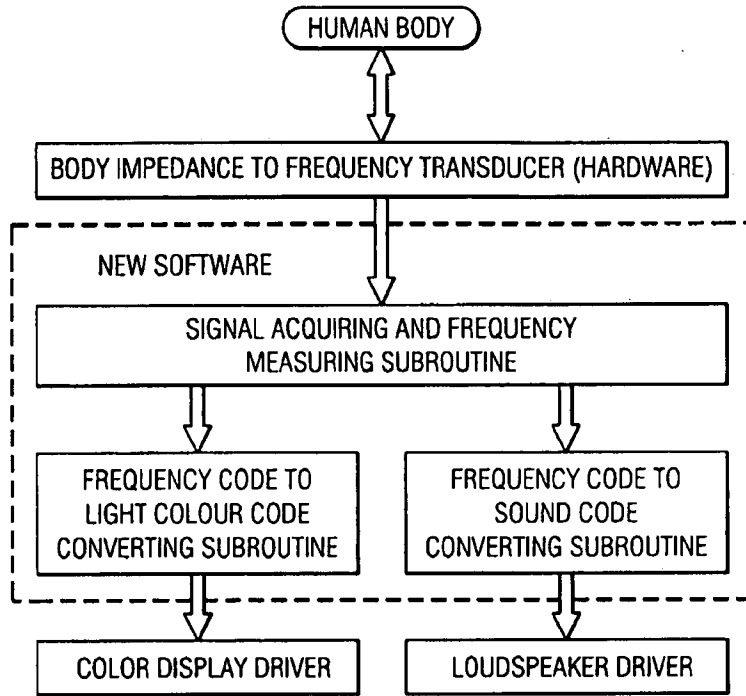 HUMAN BODY
BODY IMPEDANCE TO FREQUENCY TRANSDUCER (HARDWARE)
NEW SOFTWARE
SIGNAL ACQUIRING AND FREQUENCY
MEASURING SUBROUTINE
FREQUENCY CODE TO
LIGHT COLOUR CODE
CONVERTING SUBROUTINE
FREQUENCY CODE TO
SOUND CODE
CONVERTING SUBROUTINE
COLOR DISPLAY DRIVER
LOUDSPEAKER DRIVER